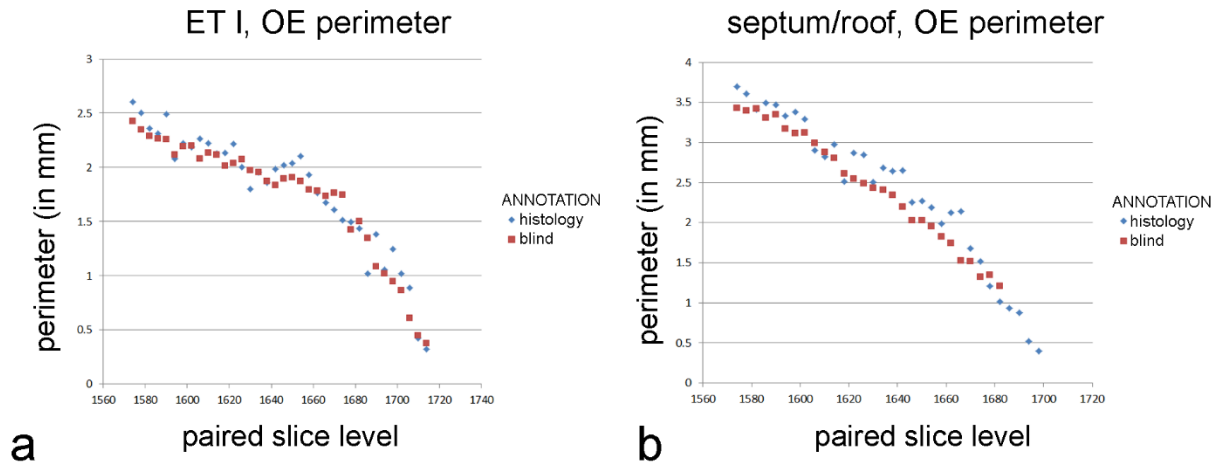 ET I, OE perimeter
3
2.5
2
1.5
1
0.5
0
1560 1580 1600 1620 1640 1660 1680 1700 1720 1740
perimeter (in mm)
paired slice level
ANNOTATION
histology
blind
a
septum/roof, OE perimeter
4
3.5
3
2.5
2
1.5
1
0.5
0
1560 1580 1600 1620 1640 1660 1680 1700 1720
perimeter (in mm)
paired slice level
ANNOTATION
histology
blind
b